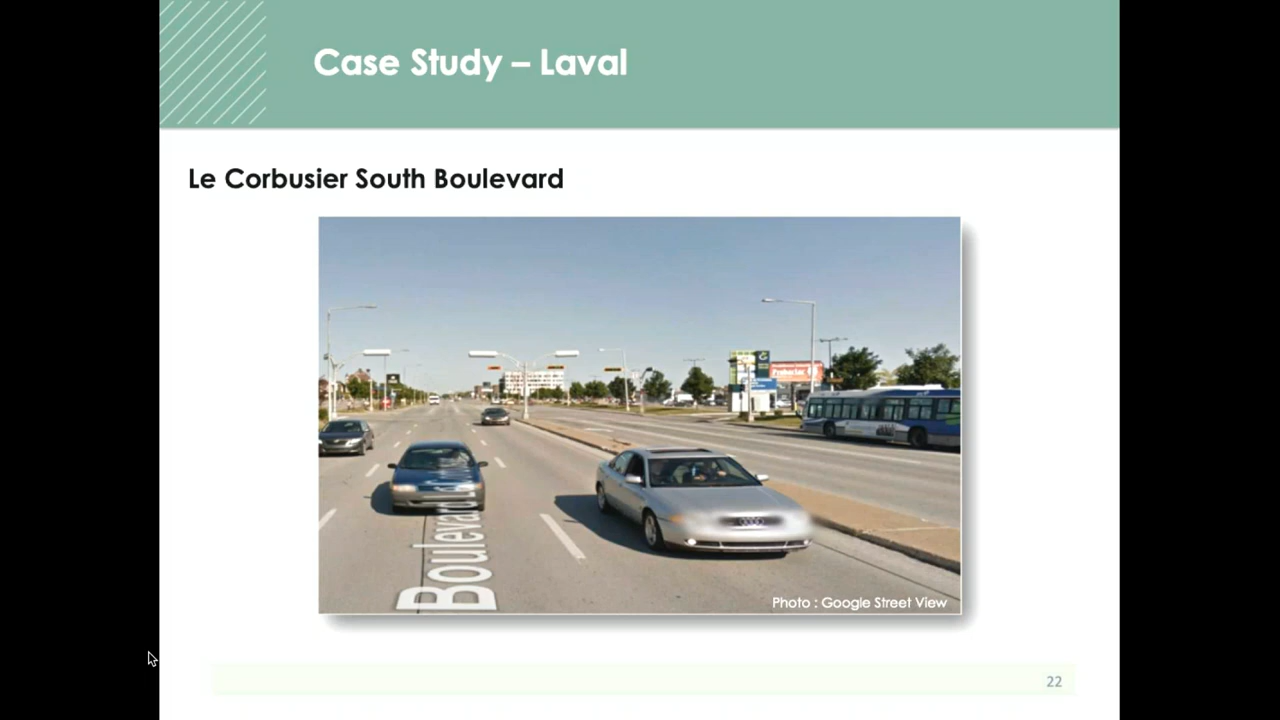 Case Study – Laval
Le Corbusier South Boulevard
Boulevard
Photo : Google Street View
22